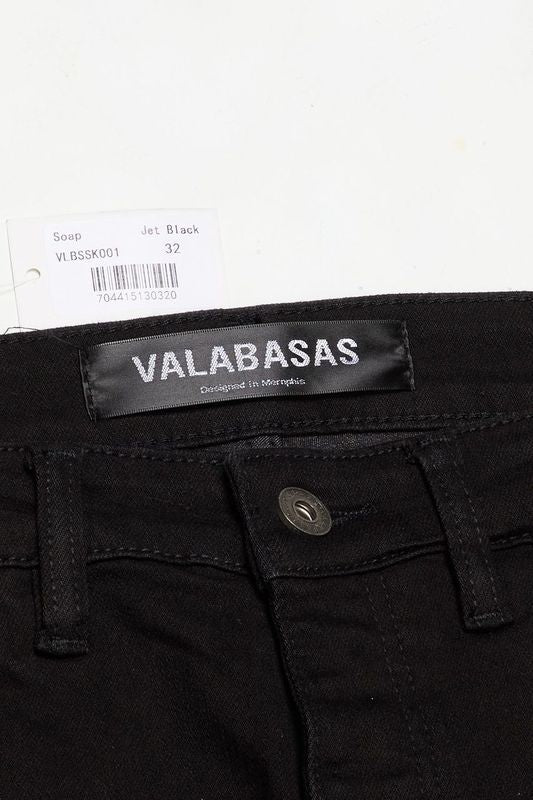 Soap Jet Black
VLBSSK001 32
704415130320
VALABASAS
Designed in Memphis